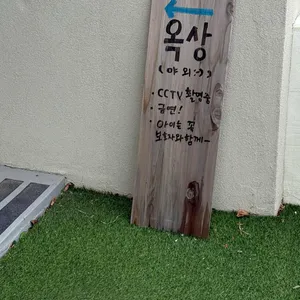 ←
옥상
(야외:-))
· CCTV 촬영중
· 금연!
· 아이는 꼭
보호자와 함께~